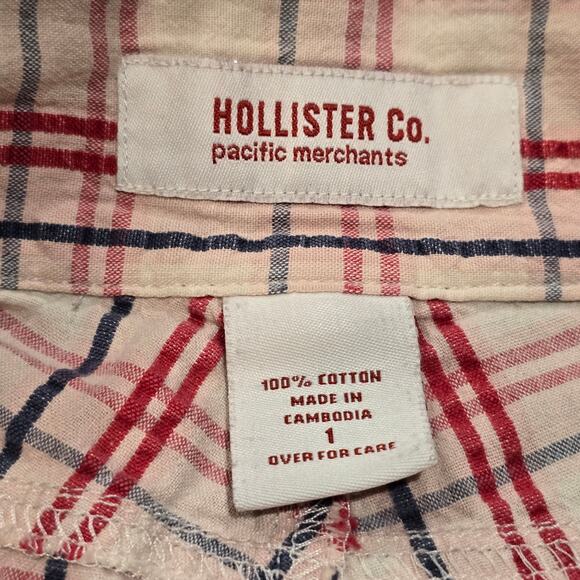 HOLLISTER Co.
pacific merchants
100% COTTON
MADE IN
CAMBODIA
1
OVER FOR CARE